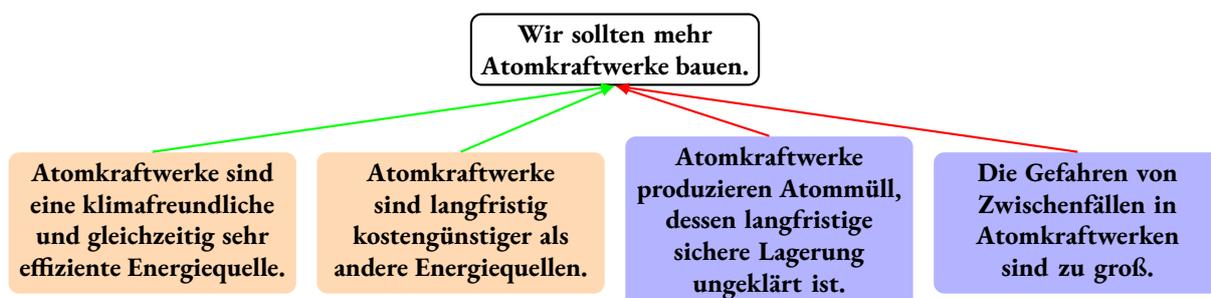 Wir sollten mehr
Atomkraftwerke bauen.
Atomkraftwerke sind
eine klimafreundliche
und gleichzeitig sehr
effiziente Energiequelle.
Atomkraftwerke
sind langfristig
kostengünstiger als
andere Energiequellen.
Atomkraftwerke
produzieren Atommüll,
dessen langfristige
sichere Lagerung
ungeklärt ist.
Die Gefahren von
Zwischenfällen in
Atomkraftwerken
sind zu groß.